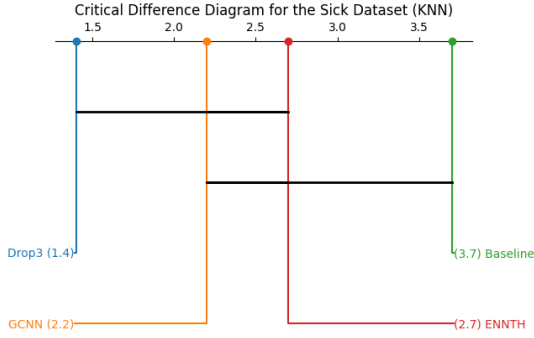 Critical Difference Diagram for the Sick Dataset (KNN)
1.5 2.0 2.5 3.0 3.5
Drop3 (1.4) (3.7) Baseline
GCNN (2.2) (2.7) ENNTH